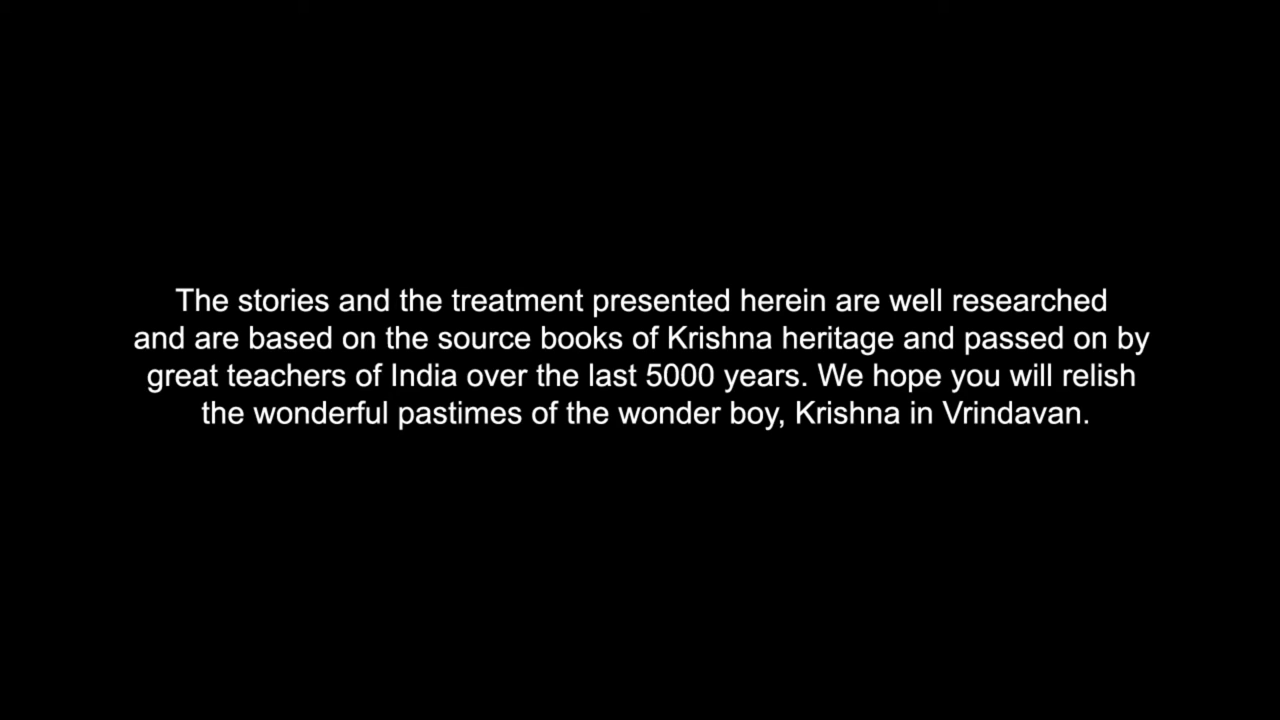 The stories and the treatment presented herein are well researched
and are based on the source books of Krishna heritage and passed on by
great teachers of India over the last 5000 years. We hope you will relish
the wonderful pastimes of the wonder boy, Krishna in Vrindavan.